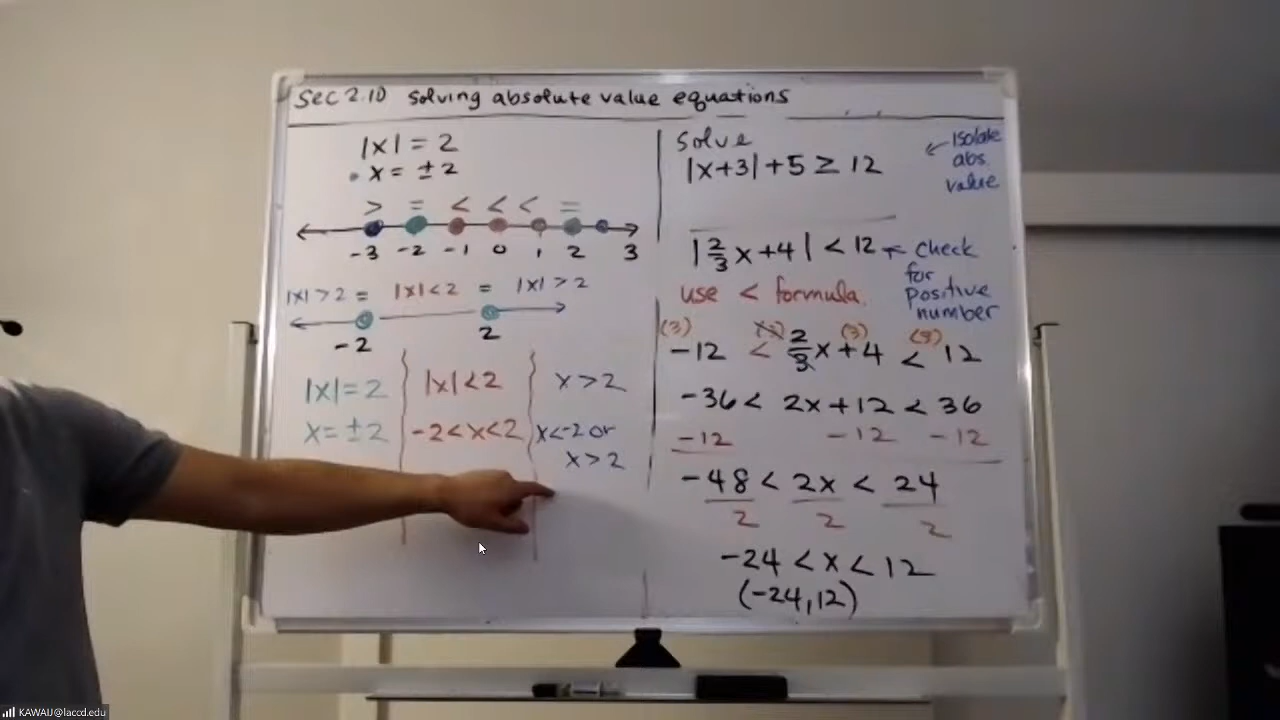 Sec 2.10 Solving absolute value equations
|x| = 2
• x = ±2
> = < < < =
-3 -2 -1 0 1 2 3
|x| > 2 = |x| < 2 = |x| > 2
-2 2
|x| = 2
x = ±2
|x| < 2
-2 < x < 2
x > 2
x < -2 or
x > 2
Solve
|x+3| + 5 ≥ 12
Isolate
abs.
value
|2/3 x + 4| < 12
check
for
positive
number
use < formula.
(3) (3) (3) (3)
-12 < 2/3 x + 4 < 12
-36 < 2x + 12 < 36
-12 -12 -12
-48 < 2x < 24
2 2 2
-24 < x < 12
(-24, 12)
KAWAIJ@laccd.edu